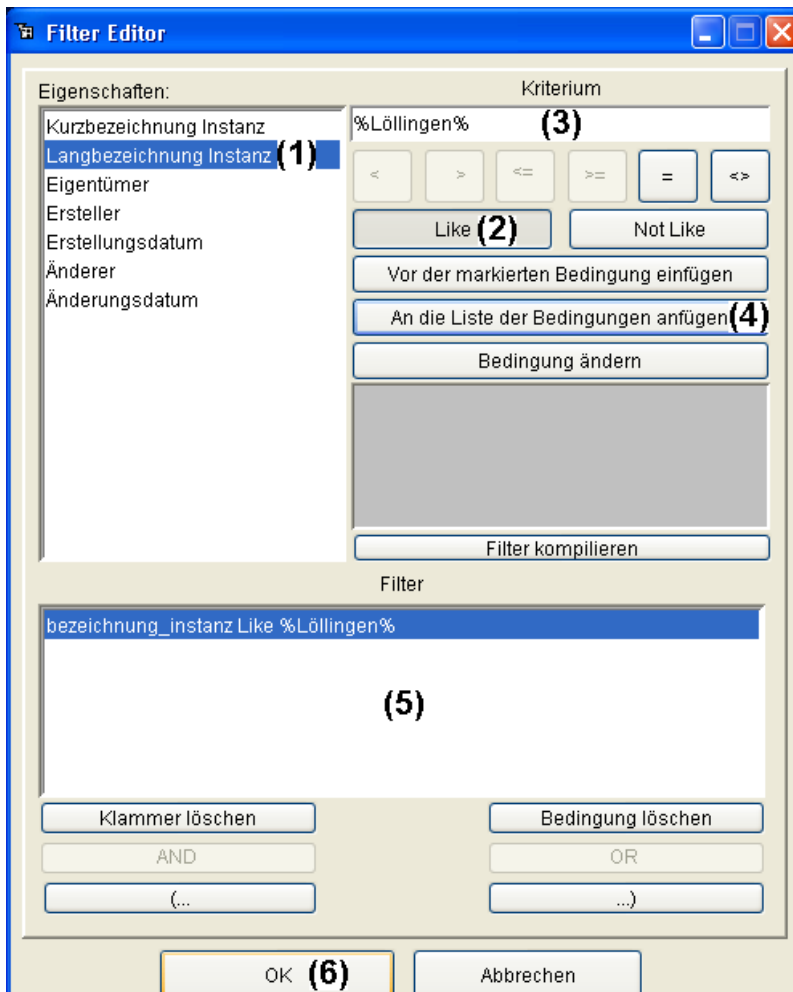 Filter Editor
Eigenschaften:
Kurzbezeichnung Instanz
Langbezeichnung Instanz (1)
Eigentümer
Ersteller
Erstellungsdatum
Änderer
Änderungsdatum
Kriterium
%Löllingen% (3)
< > <= >= = <>
Like (2) Not Like
Vor der markierten Bedingung einfügen
An die Liste der Bedingungen anfügen (4)
Bedingung ändern
Filter kompilieren
Filter
bezeichnung_instanz Like %Löllingen%
(5)
Klammer löschen Bedingung löschen
AND OR
(... ...)
OK (6) Abbrechen